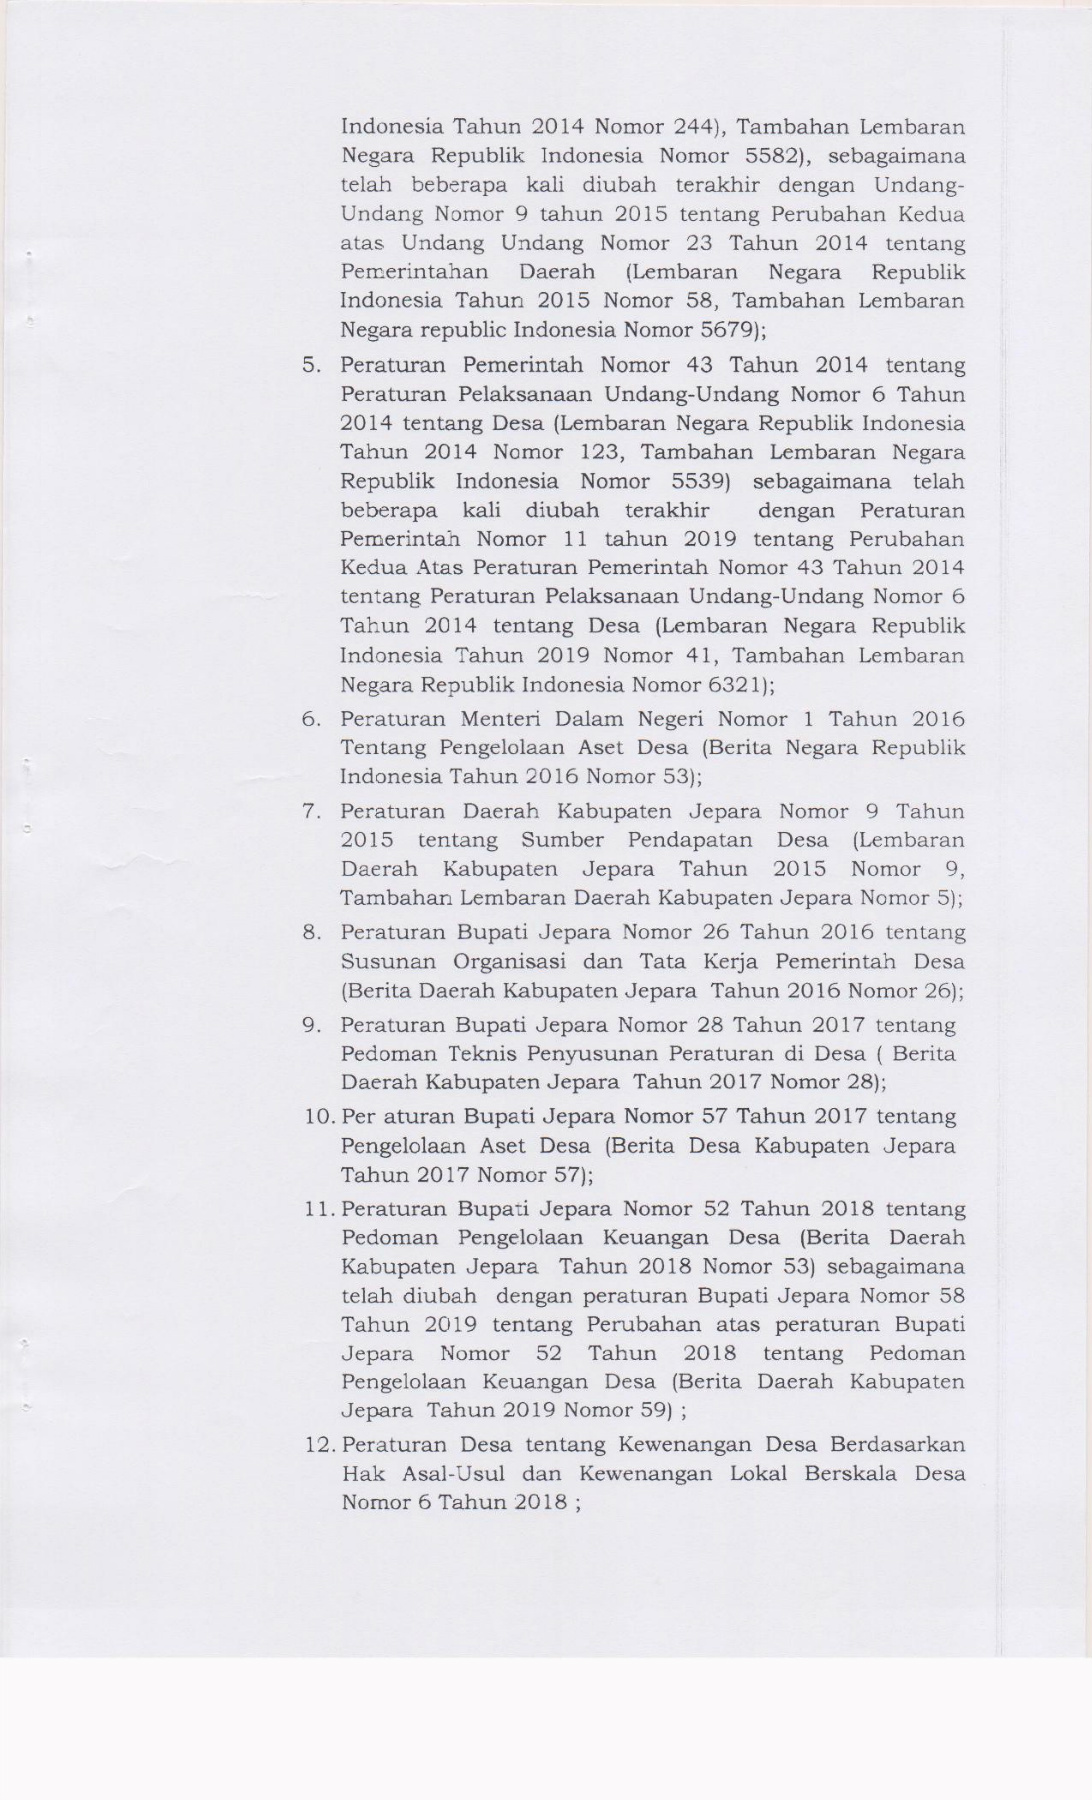 Indonesia Tahun 2014 Nomor 244), Tambahan Lembaran
Negara Republik Indonesia Nomor 5582), sebagaimana
telah beberapa kali diubah terakhir dengan Undang-
Undang Nomor 9 tahun 2015 tentang Perubahan Kedua
atas Undang Undang Nomor 23 Tahun 2014 tentang
Pemerintahan Daerah (Lembaran Negara Republik
Indonesia Tahun 2015 Nomor 58, Tambahan Lembaran
Negara republic Indonesia Nomor 5679);
5. Peraturan Pemerintah Nomor 43 Tahun 2014 tentang
Peraturan Pelaksanaan Undang-Undang Nomor 6 Tahun
2014 tentang Desa (Lembaran Negara Republik Indonesia
Tahun 2014 Nomor 123, Tambahan Lembaran Negara
Republik Indonesia Nomor 5539) sebagaimana telah
beberapa kali diubah terakhir dengan Peraturan
Pemerintah Nomor 11 tahun 2019 tentang Perubahan
Kedua Atas Peraturan Pemerintah Nomor 43 Tahun 2014
tentang Peraturan Pelaksanaan Undang-Undang Nomor 6
Tahun 2014 tentang Desa (Lembaran Negara Republik
Indonesia Tahun 2019 Nomor 41, Tambahan Lembaran
Negara Republik Indonesia Nomor 6321);
6. Peraturan Menteri Dalam Negeri Nomor 1 Tahun 2016
Tentang Pengelolaan Aset Desa (Berita Negara Republik
Indonesia Tahun 2016 Nomor 53);
7. Peraturan Daerah Kabupaten Jepara Nomor 9 Tahun
2015 tentang Sumber Pendapatan Desa (Lembaran
Daerah Kabupaten Jepara Tahun 2015 Nomor 9,
Tambahan Lembaran Daerah Kabupaten Jepara Nomor 5);
8. Peraturan Bupati Jepara Nomor 26 Tahun 2016 tentang
Susunan Organisasi dan Tata Kerja Pemerintah Desa
(Berita Daerah Kabupaten Jepara Tahun 2016 Nomor 26);
9. Peraturan Bupati Jepara Nomor 28 Tahun 2017 tentang
Pedoman Teknis Penyusunan Peraturan di Desa ( Berita
Daerah Kabupaten Jepara Tahun 2017 Nomor 28);
10. Per aturan Bupati Jepara Nomor 57 Tahun 2017 tentang
Pengelolaan Aset Desa (Berita Desa Kabupaten Jepara
Tahun 2017 Nomor 57);
11. Peraturan Bupati Jepara Nomor 52 Tahun 2018 tentang
Pedoman Pengelolaan Keuangan Desa (Berita Daerah
Kabupaten Jepara Tahun 2018 Nomor 53) sebagaimana
telah diubah dengan peraturan Bupati Jepara Nomor 58
Tahun 2019 tentang Perubahan atas peraturan Bupati
Jepara Nomor 52 Tahun 2018 tentang Pedoman
Pengelolaan Keuangan Desa (Berita Daerah Kabupaten
Jepara Tahun 2019 Nomor 59) ;
12. Peraturan Desa tentang Kewenangan Desa Berdasarkan
Hak Asal-Usul dan Kewenangan Lokal Berskala Desa
Nomor 6 Tahun 2018 ;